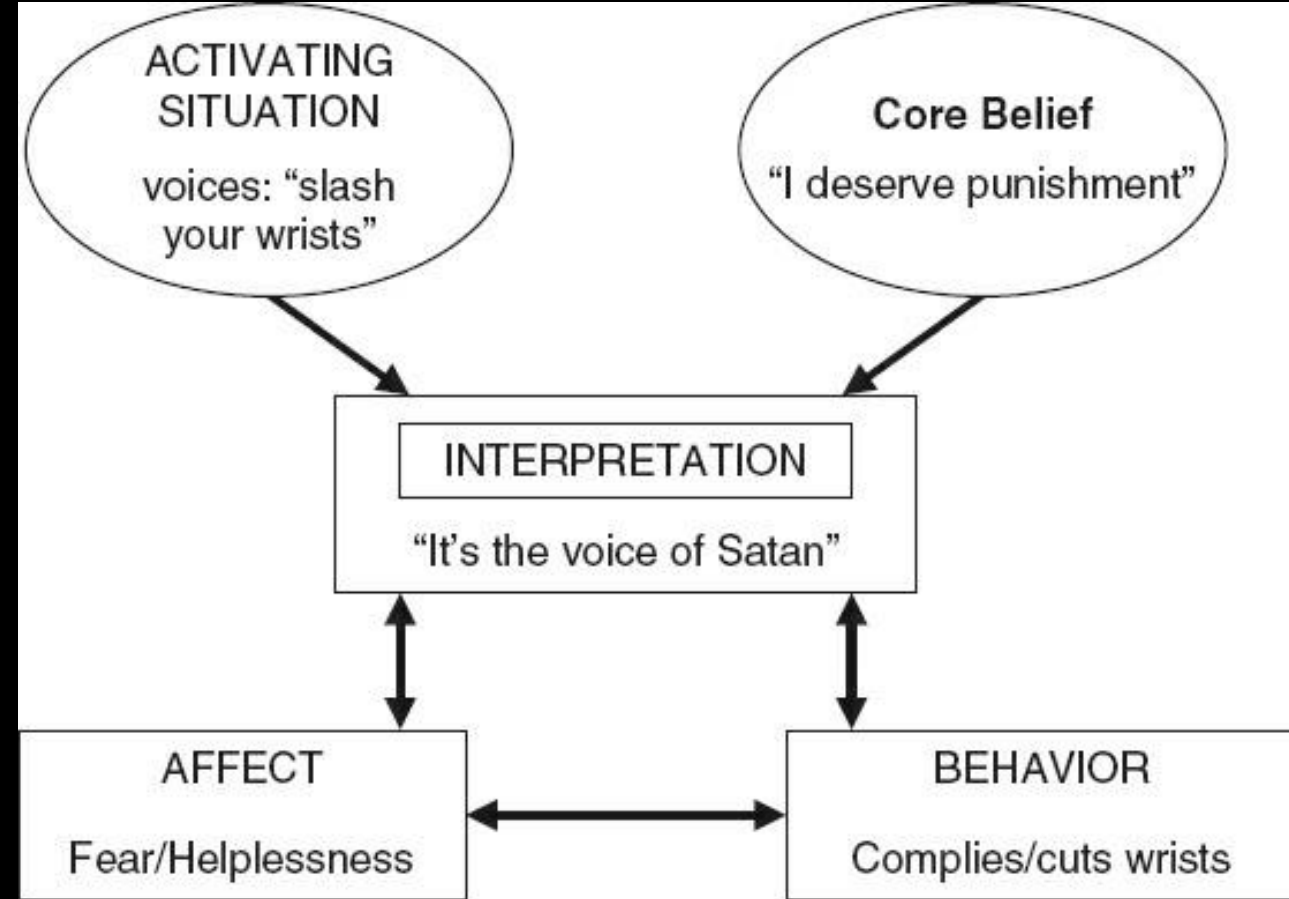 ACTIVATING
SITUATION
voices: “slash
your wrists”
Core Belief
“I deserve punishment”
INTERPRETATION
“It’s the voice of Satan”
AFFECT
Fear/Helplessness
BEHAVIOR
Complies/cuts wrists